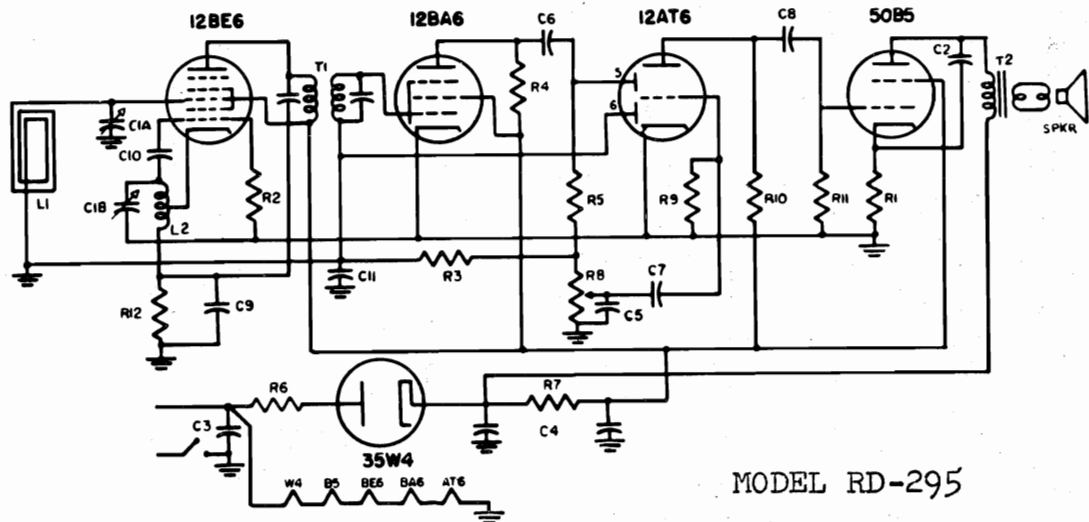 12BE6
12BA6
12AT6
50B5
C6
C8
C2
T2
T1
R4
5
6
C1A
C10
SPKR
L1
C1B
L2
R2
R5
R9
R10
R11
R1
R3
R8
C7
C11
C5
R12
C9
R6
R7
C3
C4
35W4
W4 B5 BE6 BA6 AT6
MODEL RD-295